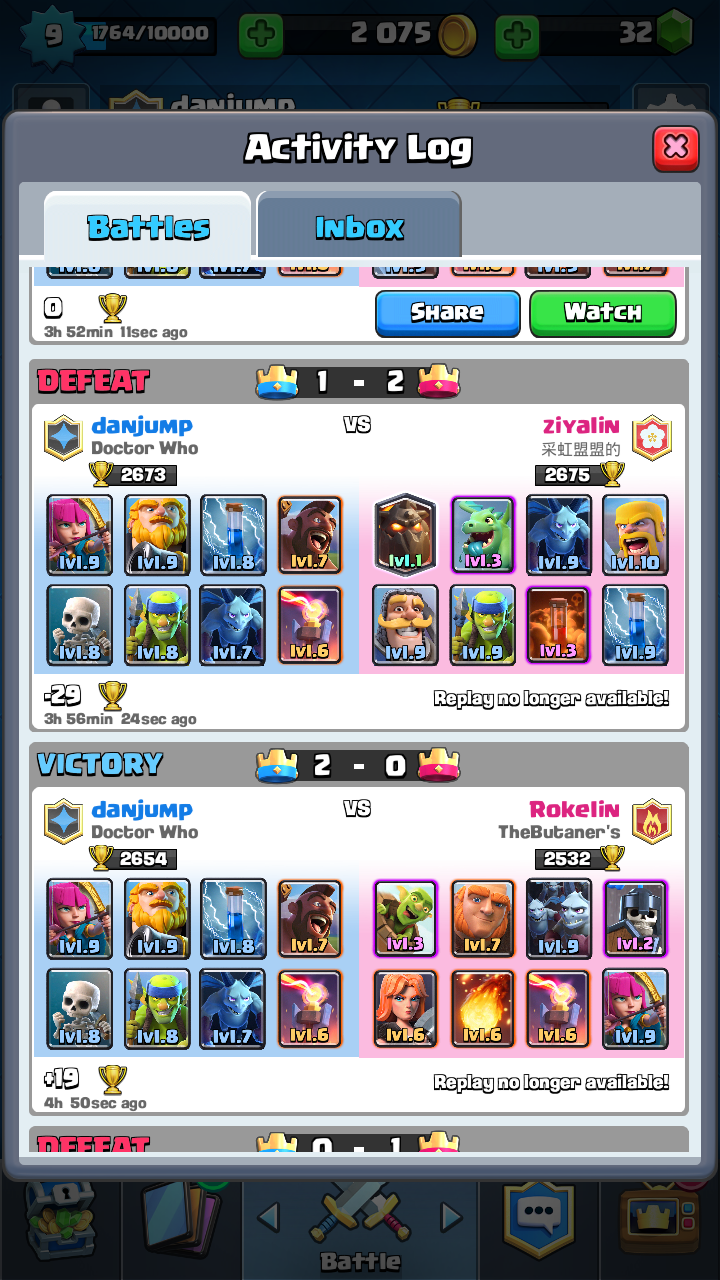 9 1764/10000 2 075 32
danjump
Activity Log
Battles Inbox
0
3h 52min 11sec ago
Share Watch
DEFEAT 1 - 2
danjump vs ziyalin
Doctor Who 采虹盟盟的
2673 2675
lvl.9 lvl.9 lvl.8 lvl.7 lvl.1 lvl.3 lvl.9 lvl.10
lvl.8 lvl.8 lvl.7 lvl.6 lvl.9 lvl.9 lvl.3 lvl.9
-29 Replay no longer available!
3h 56min 24sec ago
VICTORY 2 - 0
danjump vs Rokelin
Doctor Who TheButaner's
2654 2532
lvl.9 lvl.9 lvl.8 lvl.7 lvl.3 lvl.7 lvl.9 lvl.2
lvl.8 lvl.8 lvl.7 lvl.6 lvl.6 lvl.6 lvl.6 lvl.9
+19 Replay no longer available!
4h 50sec ago
DEFEAT 0 - 1
Battle